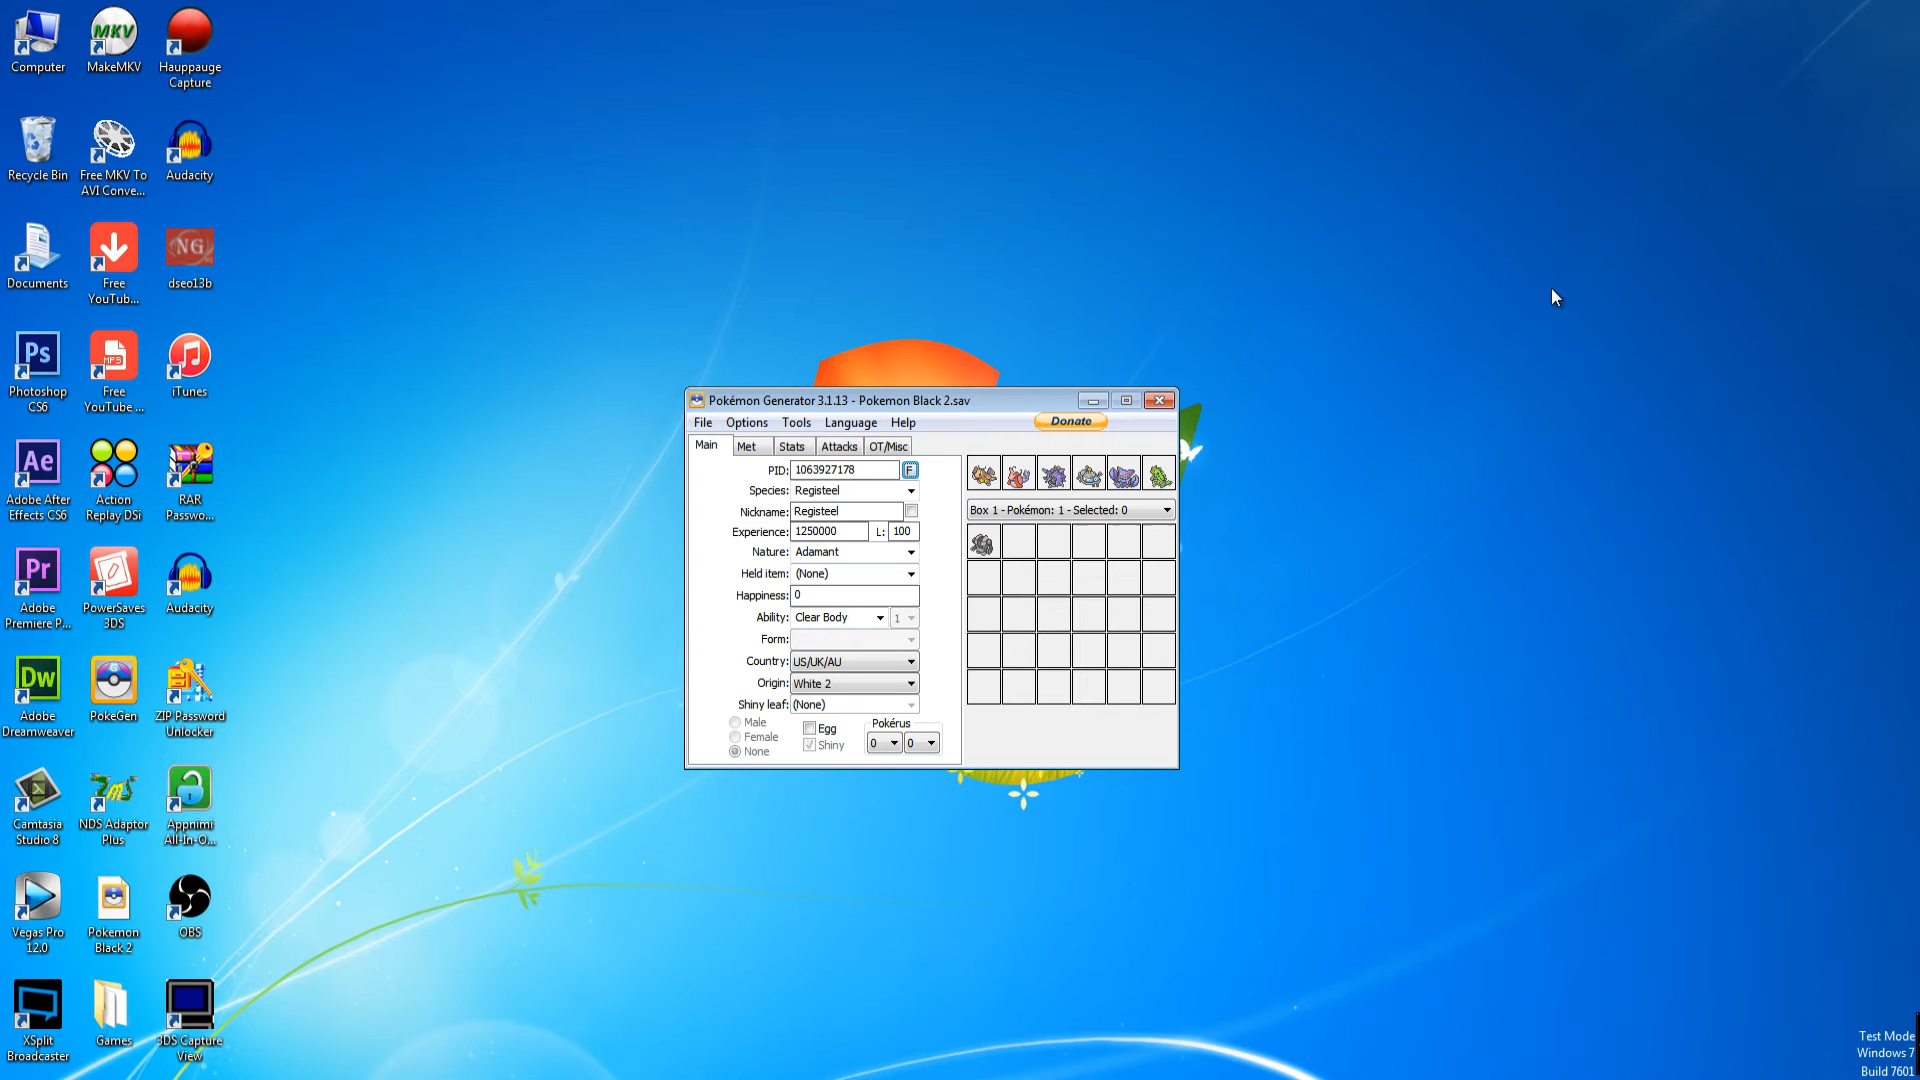 Computer
MakeMKV
Hauppauge
Capture
Recycle Bin
Free MKV To
AVI Conve...
Audacity
Documents
Free
YouTub...
NG
dseo13b
Ps
Photoshop
CS6
MP3
Free
YouTube ...
iTunes
Ae
Adobe After
Effects CS6
Action
Replay DSi
RAR
Passwo...
Pr
Adobe
Premiere P...
PowerSaves
3DS
Audacity
Dw
Adobe
Dreamweaver
PokeGen
ZIP Password
Unlocker
Camtasia
Studio 8
NDS Adaptor
Plus
Appnimi
All-In-O...
Vegas Pro
12.0
Pokemon
Black 2
OBS
XSplit
Broadcaster
Games
3DS Capture
View
MKV
Pokémon Generator 3.1.13 - Pokemon Black 2.sav
File Options Tools Language Help Donate
Main Met Stats Attacks OT/Misc
PID: 1063927178 F
Species: Registeel
Nickname: Registeel
Experience: 1250000 L: 100
Nature: Adamant
Held item: (None)
Happiness: 0
Ability: Clear Body 1
Form:
Country: US/UK/AU
Origin: White 2
Shiny leaf: (None)
Male
Female
None
Egg
Shiny
Pokérus
0 0
Box 1 - Pokémon: 1 - Selected: 0
Test Mode
Windows 7
Build 7601